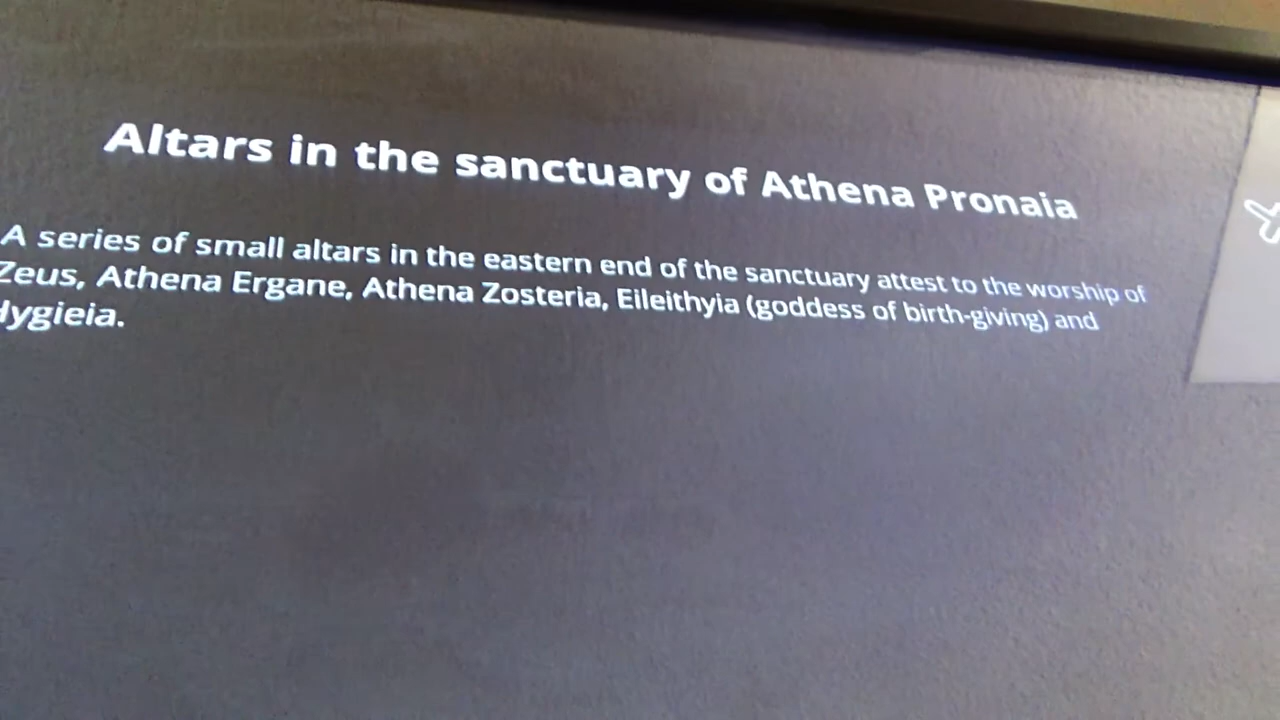 Altars in the sanctuary of Athena Pronaia
A series of small altars in the eastern end of the sanctuary attest to the worship of
Zeus, Athena Ergane, Athena Zosteria, Eileithyia (goddess of birth-giving) and
Hygieia.